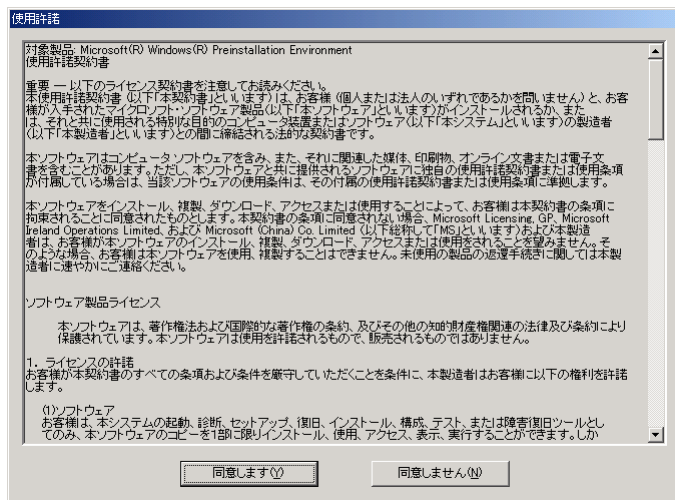 使用許諾
対象製品: Microsoft(R) Windows(R) Preinstallation Environment
使用許諾契約書
重要 ― 以下のライセンス契約書を注意してお読みください。
本使用許諾契約書 (以下「本契約書」といいます) は、お客様 (個人または法人のいずれであるかを問いません) と、お客
様が入手されたマイクロソフト・ソフトウェア製品(以下「本ソフトウェア」といいます)がインストールされるか、また
は、それと共に使用される特別な目的のコンピュータ装置またはソフトウェア(以下「本システム」といいます)の製造者
(以下「本製造者」といいます)との間に締結される法的な契約書です。
本ソフトウェアはコンピュータ ソフトウェアを含み、また、それに関連した媒体、印刷物、オンライン文書または電子文
書を含むことがあります。ただし、本ソフトウェアと共に提供されるソフトウェアに独自の使用許諾契約書または使用条項
が付属している場合は、当該ソフトウェアの使用条件は、その付属の使用許諾契約書または使用条項に準拠します。
本ソフトウェアをインストール、複製、ダウンロード、アクセスまたは使用することによって、お客様は本契約書の条項に
拘束されることに同意されたものとします。本契約書の条項に同意されない場合、Microsoft Licensing, GP、Microsoft
Ireland Operations Limited、および Microsoft (China) Co. Limited (以下総称して「MS」といいます)および本製造
者は、お客様が本ソフトウェアのインストール、複製、ダウンロード、アクセスまたは使用をされることを望みません。そ
のような場合、お客様は本ソフトウェアを使用、複製することはできません。未使用の製品の返還手続きに関しては本製
造者に速やかにご連絡ください。
ソフトウェア製品ライセンス
本ソフトウェアは、著作権法および国際的な著作権の条約、及びその他の知的財産権関連の法律及び条約により
保護されています。本ソフトウェアは使用を許諾されるもので、販売されるものではありません。
1. ライセンスの許諾
お客様が本契約書のすべての条項および条件を厳守していただくことを条件に、本製造者はお客様に以下の権利を許諾
します。
(1)ソフトウェア
お客様は、本システムの起動、診断、セットアップ、復旧、インストール、構成、テスト、または障害復旧ツールとし
てのみ、本ソフトウェアのコピーを1部に限りインストール、使用、アクセス、表示、実行することができます。しか
同意します(Y)
同意しません(N)